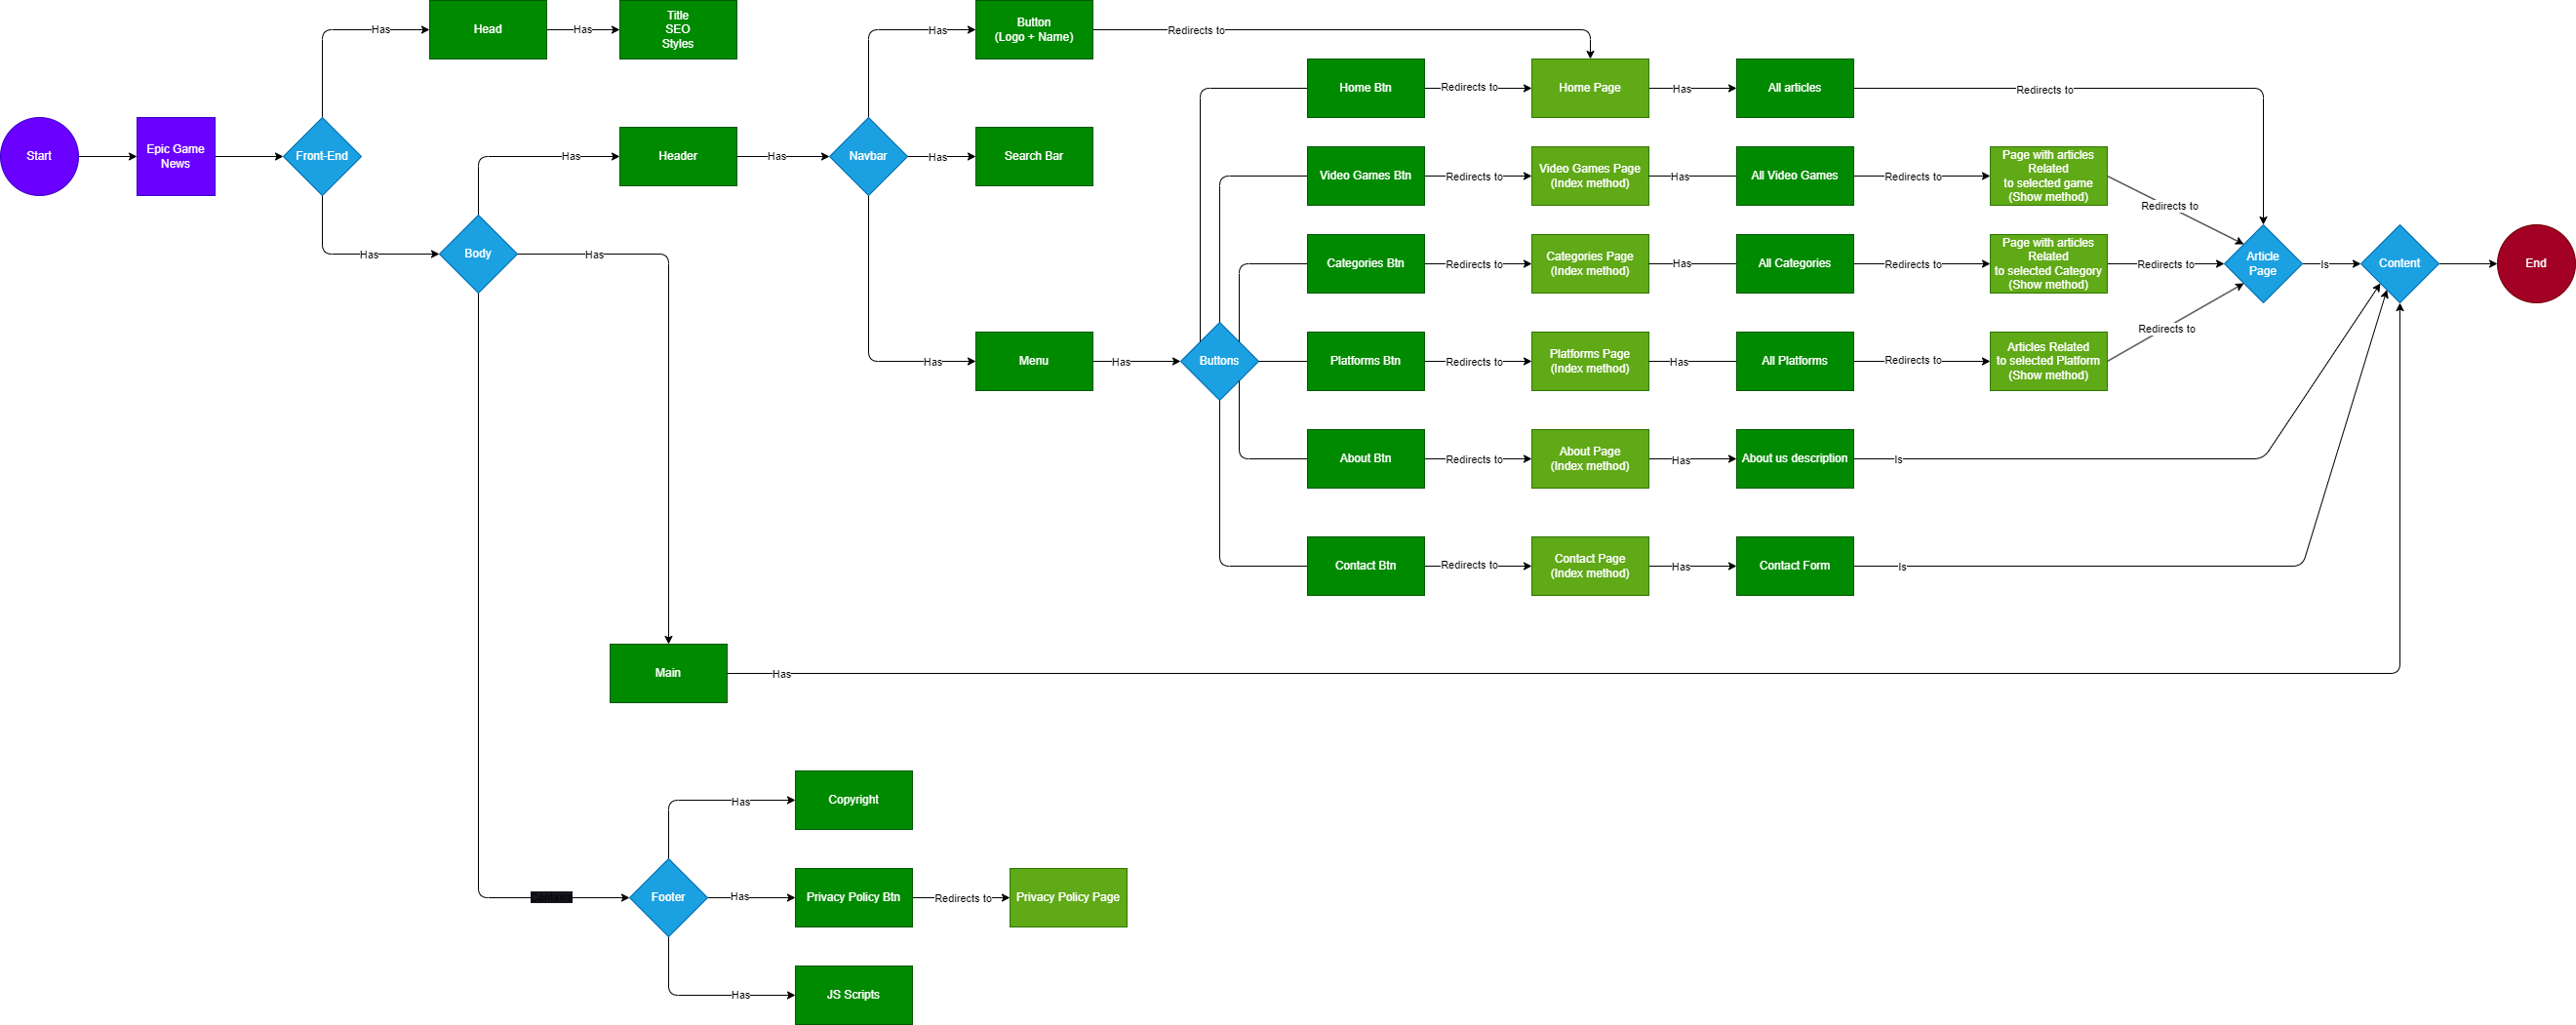 Has
Head
Has
Title
SEO
Styles
Has
Button
(Logo + Name)
Redirects to
Home Btn
Redirects to
Home Page
Has
All articles
Redirects to
Start
Epic Game
News
Front-End
Has
Header
Has
Navbar
Has
Search Bar
Video Games Btn
Redirects to
Video Games Page
(Index method)
Has
All Video Games
Redirects to
Page with articles
Related
to selected game
(Show method)
Redirects to
Has
Body
Has
Categories Btn
Redirects to
Categories Page
(Index method)
Has
All Categories
Redirects to
Page with articles
Related
to selected Category
(Show method)
Redirects to
Article
Page
Is
Content
End
Has
Menu
Has
Buttons
Platforms Btn
Redirects to
Platforms Page
(Index method)
Has
All Platforms
Redirects to
Articles Related
to selected Platform
(Show method)
Redirects to
About Btn
Redirects to
About Page
(Index method)
Has
About us description
Is
Contact Btn
Redirects to
Contact Page
(Index method)
Has
Contact Form
Is
Main
Has
Has
Copyright
Footer
Has
Privacy Policy Btn
Redirects to
Privacy Policy Page
Has
JS Scripts